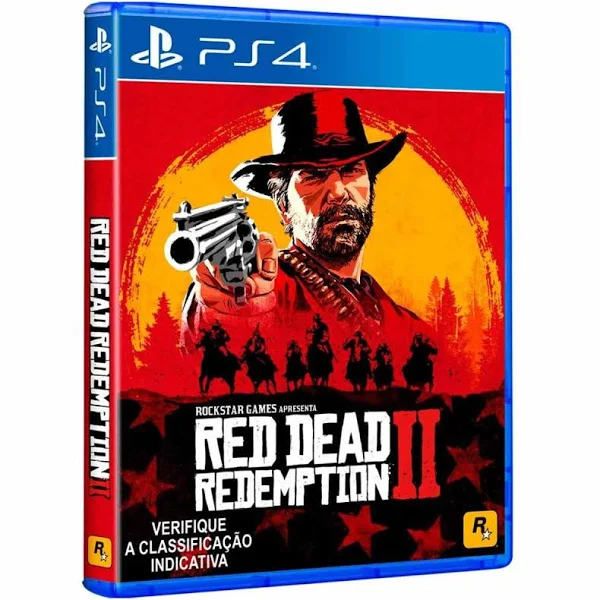 PS4
PS4
RED DEAD REDEMPTION II
ROCKSTAR GAMES APRESENTA
RED DEAD
REDEMPTION II
VERIFIQUE
A CLASSIFICAÇÃO
INDICATIVA
R
R